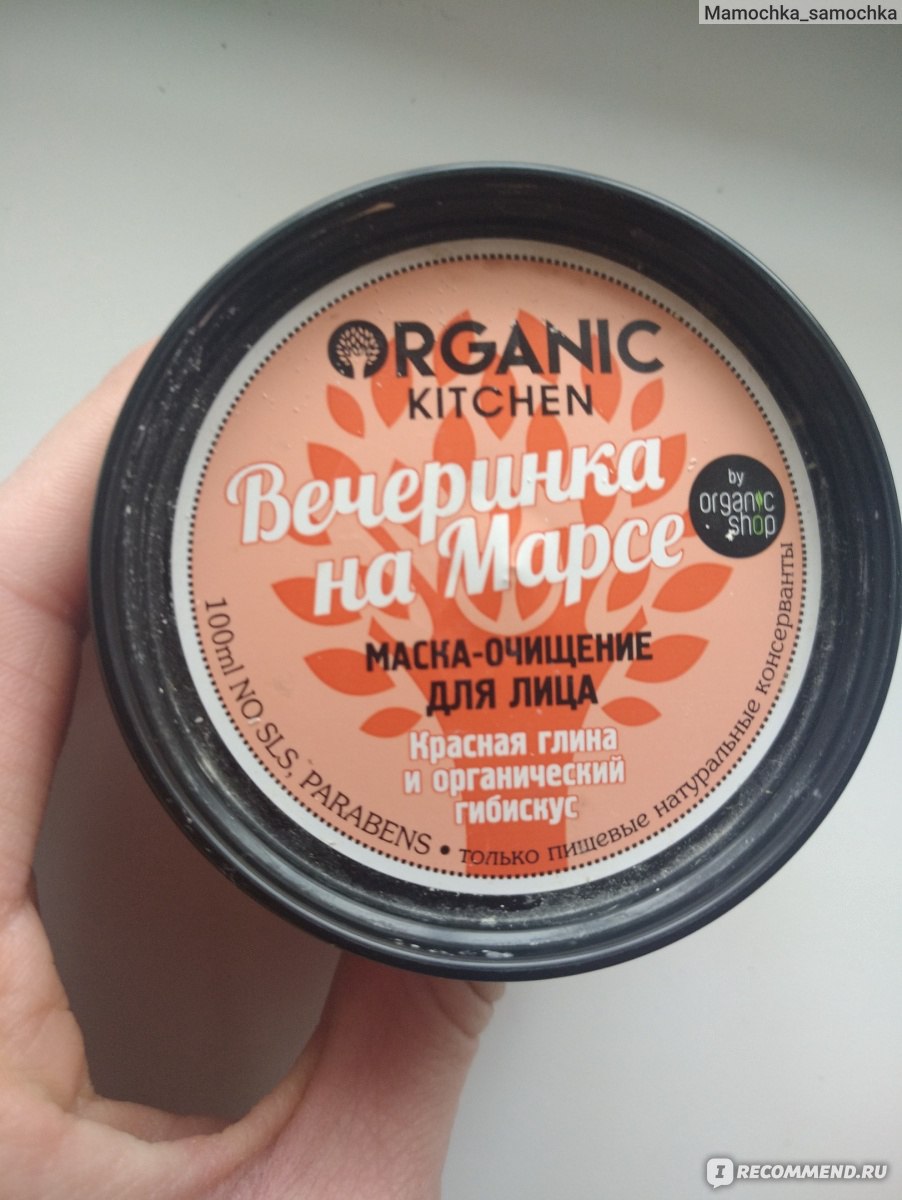 Mamochka_samochka
ORGANIC
KITCHEN
Вечеринка
на Марсе
by
organic
shop
МАСКА-ОЧИЩЕНИЕ
ДЛЯ ЛИЦА
Красная глина
и органический
гибискус
100ml NO SLS, PARABENS • только пищевые натуральные консерванты
IRECOMMEND.RU